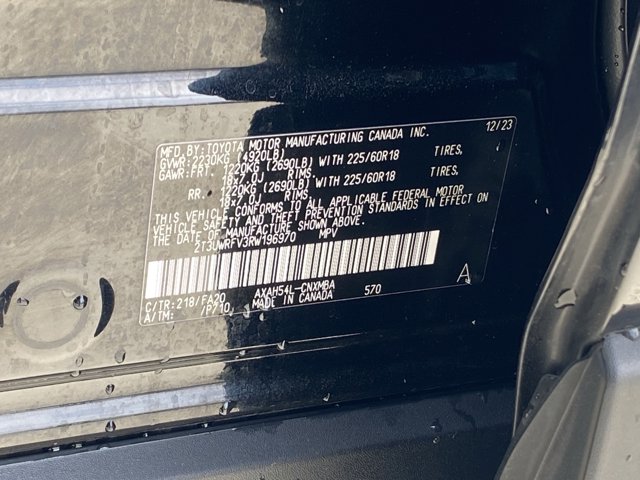 MFD. BY: TOYOTA MOTOR MANUFACTURING CANADA INC. 12/23
GVWR: 2230KG (4920LB)
GAWR: FRT. 1220KG (2690LB) WITH 225/60R18 TIRES,
18x7.0J RIMS.
RR. 1220KG (2690LB) WITH 225/60R18 TIRES,
18x7.0J RIMS.
THIS VEHICLE CONFORMS TO ALL APPLICABLE FEDERAL MOTOR
VEHICLE SAFETY AND THEFT PREVENTION STANDARDS IN EFFECT ON
THE DATE OF MANUFACTURE SHOWN ABOVE.
2T3UWRFV3RW196970 MPV
C/TR: 218/FA20 AXAH54L-CNXMBA 570 A
A/TM: /P710 MADE IN CANADA